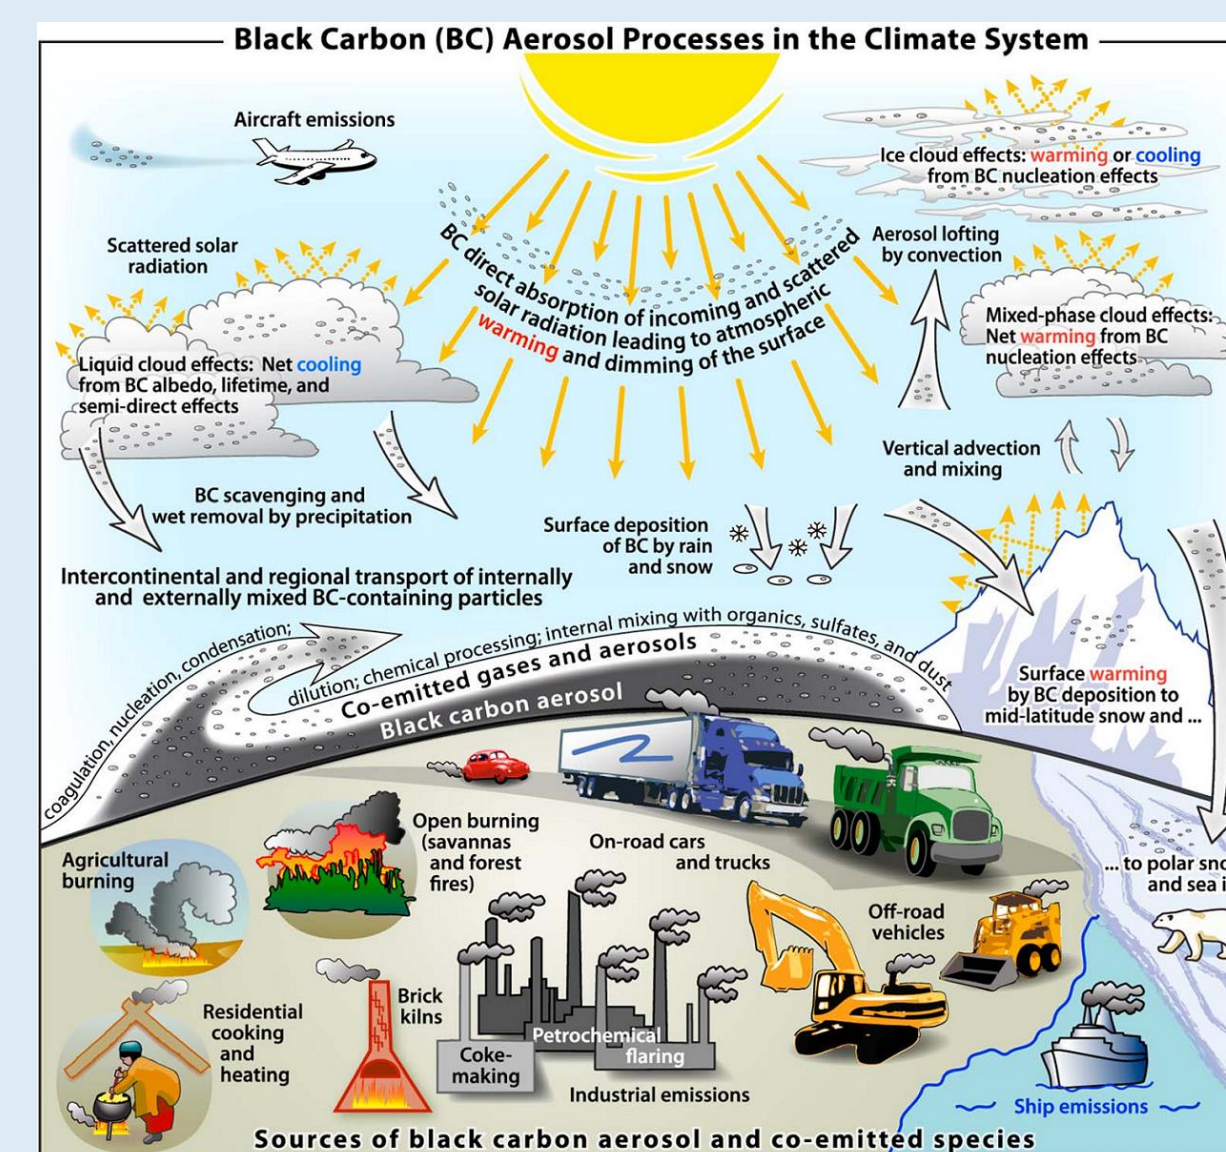 Black Carbon (BC) Aerosol Processes in the Climate System
Aircraft emissions
Ice cloud effects: warming or cooling
from BC nucleation effects
Scattered solar
radiation
BC direct absorption of incoming and scattered
solar radiation leading to atmospheric
warming and dimming of the surface
Aerosol lofting
by convection
Mixed-phase cloud effects:
Net warming from BC
nucleation effects
Liquid cloud effects: Net cooling
from BC albedo, lifetime, and
semi-direct effects
Vertical advection
and mixing
BC scavenging and
wet removal by precipitation
Surface deposition
of BC by rain
and snow
Intercontinental and regional transport of internally
and externally mixed BC-containing particles
coagulation, nucleation, condensation;
dilution; chemical processing; internal mixing with organics, sulfates, and dust
Co-emitted gases and aerosols
Black carbon aerosol
Surface warming
by BC deposition to
mid-latitude snow and ...
... to polar sno
and sea i
Agricultural
burning
Open burning
(savannas
and forest
fires)
On-road cars
and trucks
Off-road
vehicles
Residential
cooking
and
heating
Brick
kilns
Coke-
making
Petrochemical
flaring
Industrial emissions
Ship emissions
Sources of black carbon aerosol and co-emitted species